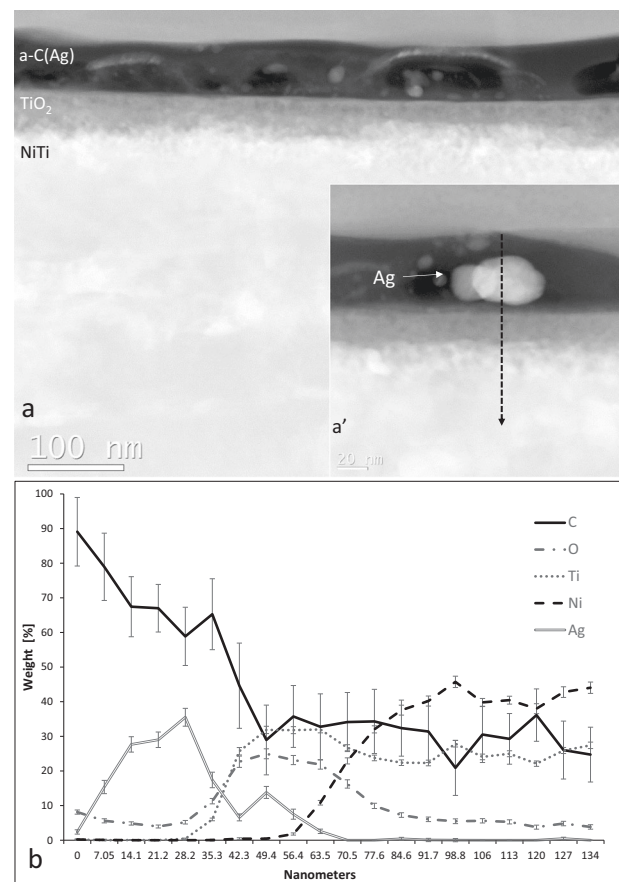 a-C(Ag)
TiO2
NiTi
Ag
a
a'
100 nm
20 nm
100
90
80
70
60
50
40
30
20
10
0
Weight [%]
C
O
Ti
Ni
Ag
0 7.05 14.1 21.2 28.2 35.3 42.3 49.4 56.4 63.5 70.5 77.6 84.6 91.7 98.8 106 113 120 127 134
b
Nanometers